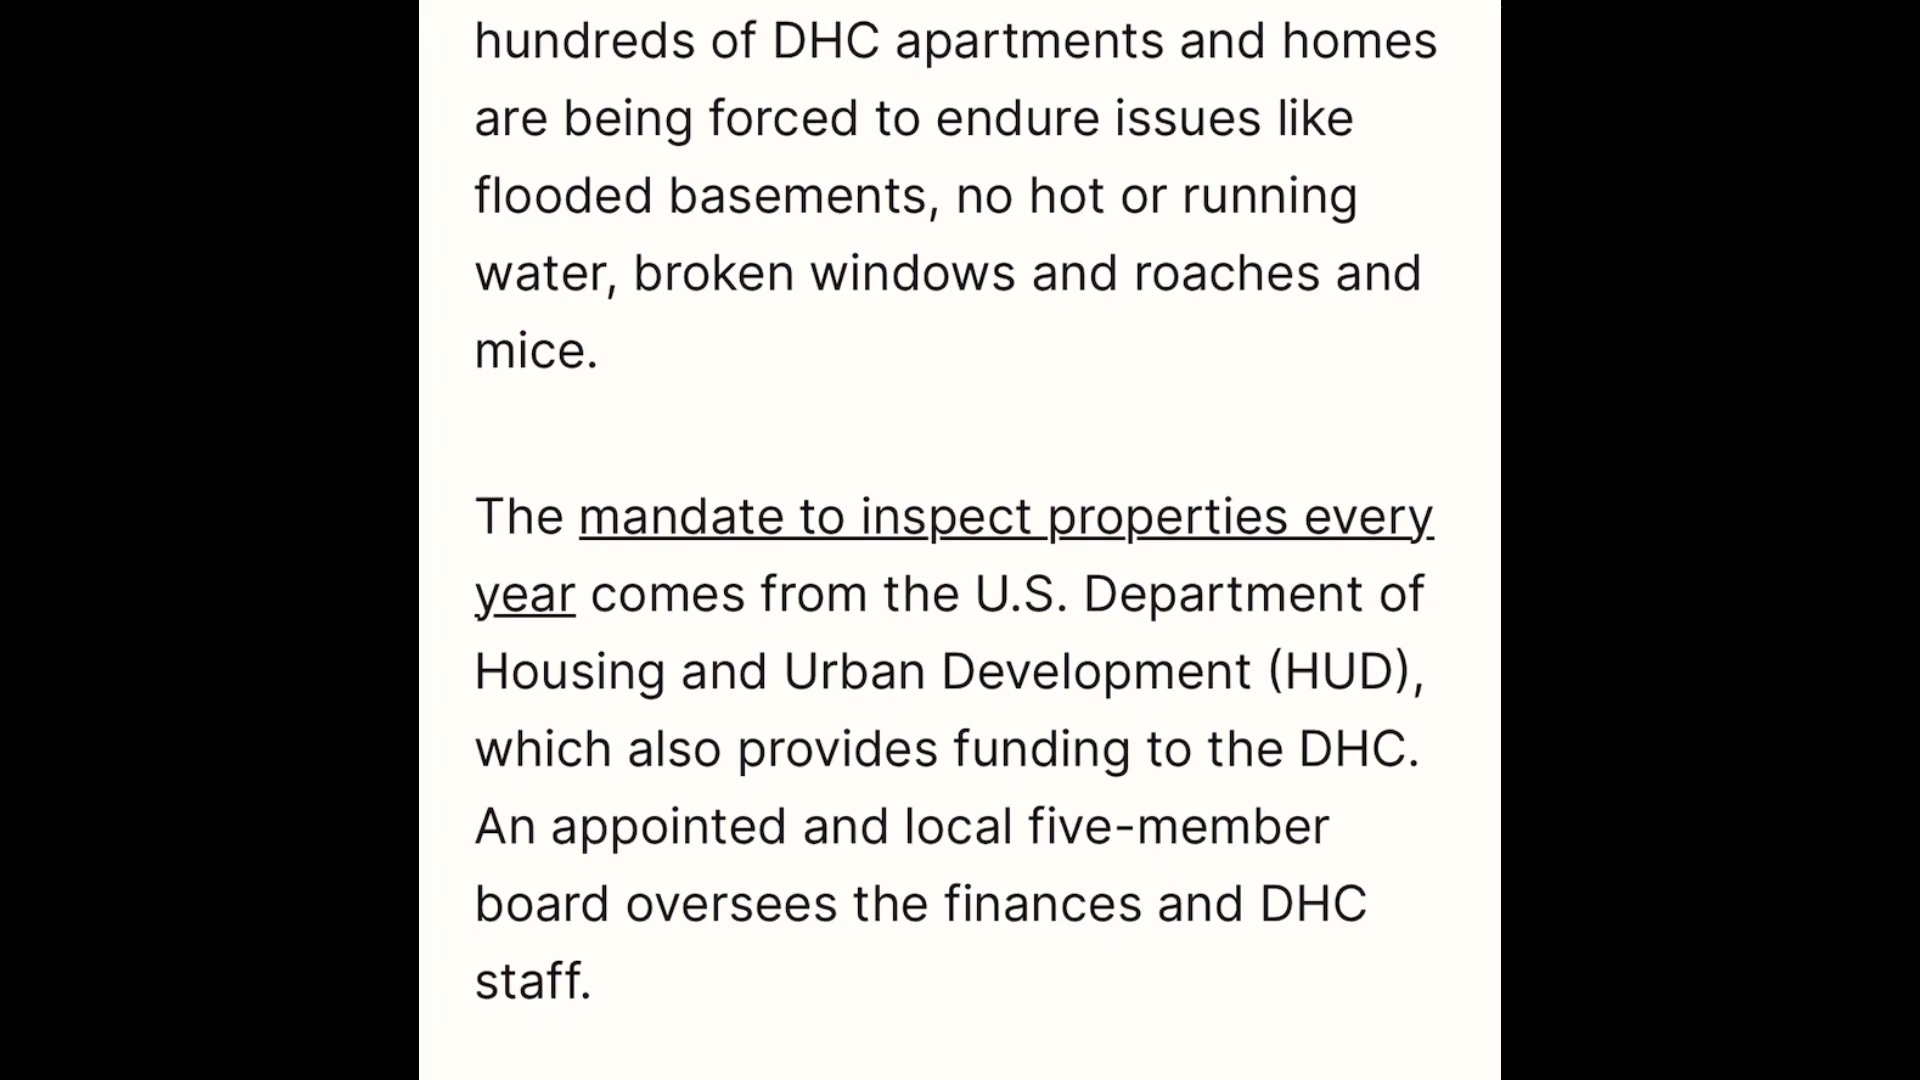 hundreds of DHC apartments and homes
are being forced to endure issues like
flooded basements, no hot or running
water, broken windows and roaches and
mice.
The mandate to inspect properties every
year comes from the U.S. Department of
Housing and Urban Development (HUD),
which also provides funding to the DHC.
An appointed and local five-member
board oversees the finances and DHC
staff.